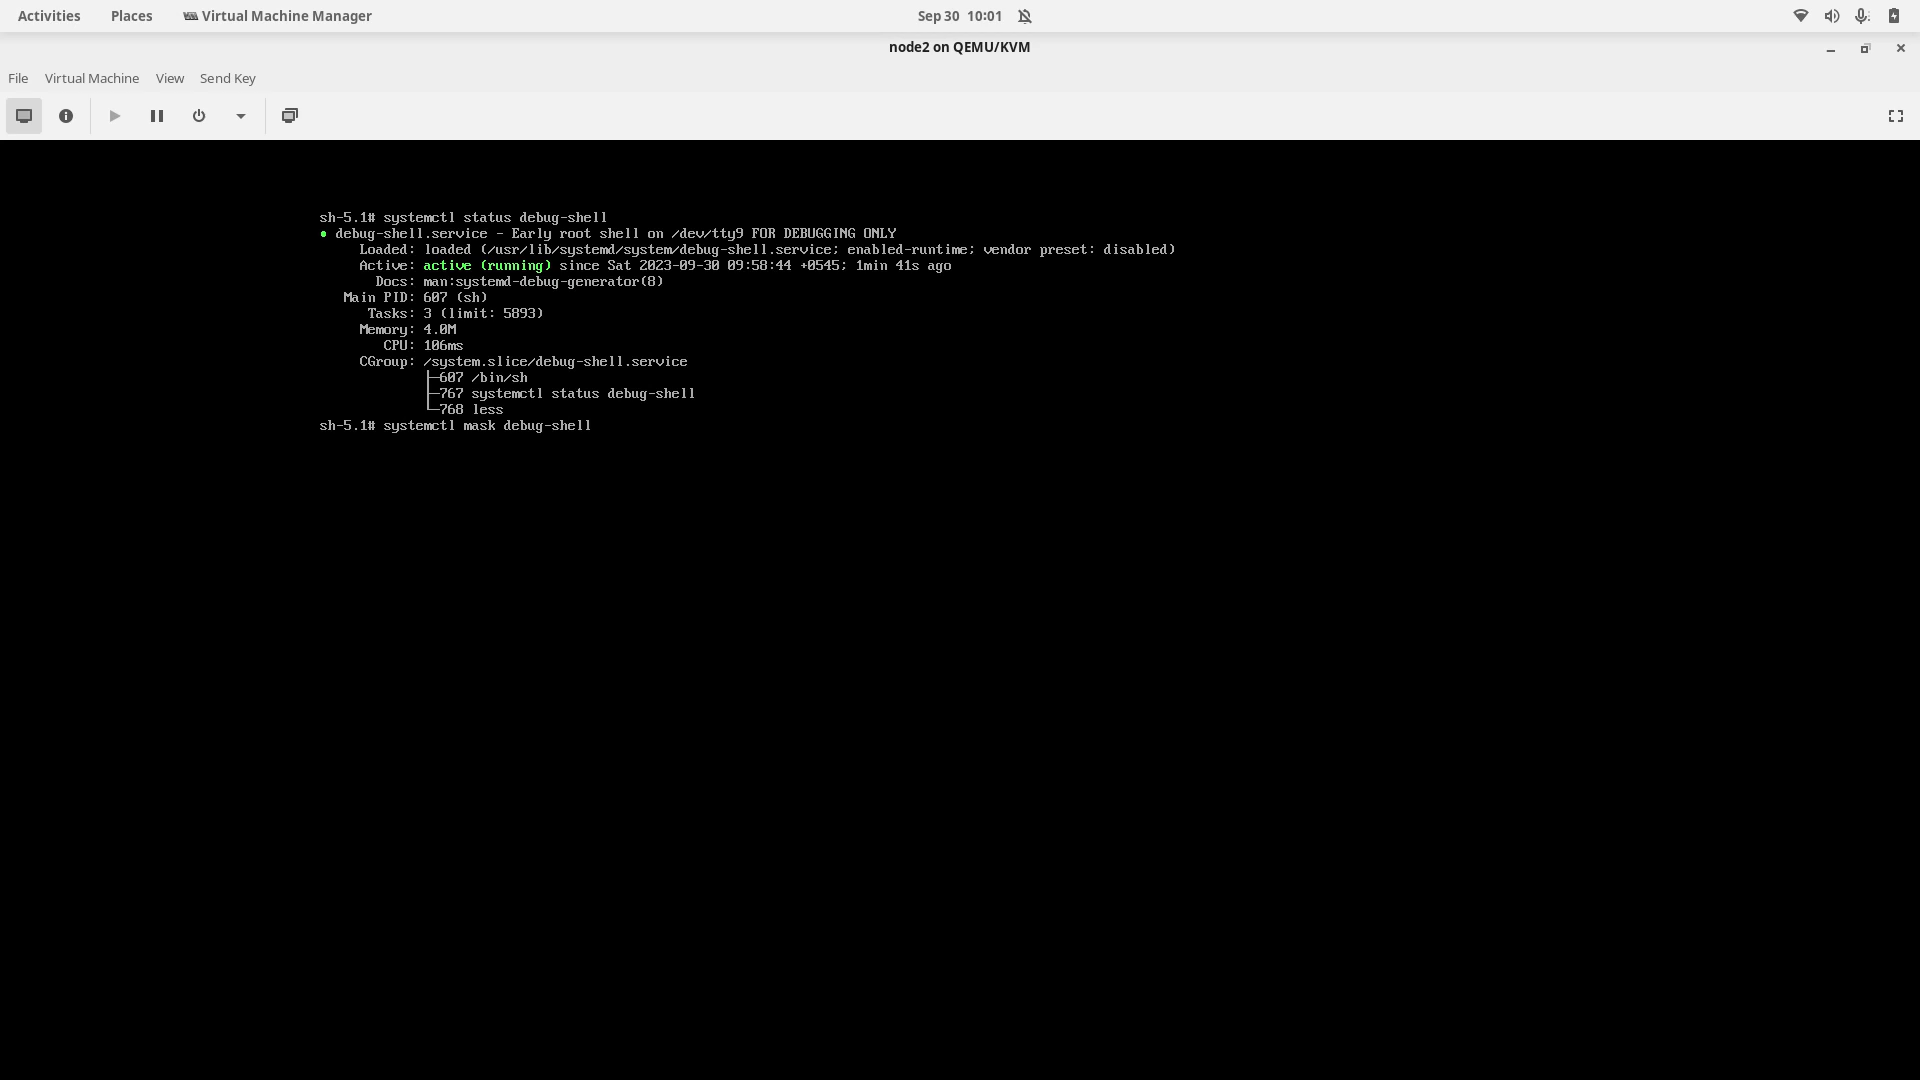 Activities Places Virtual Machine Manager Sep 30 10:01
node2 on QEMU/KVM
File Virtual Machine View Send Key
sh-5.1# systemctl status debug-shell
● debug-shell.service - Early root shell on /dev/tty9 FOR DEBUGGING ONLY
Loaded: loaded (/usr/lib/systemd/system/debug-shell.service; enabled-runtime; vendor preset: disabled)
Active: active (running) since Sat 2023-09-30 09:58:44 +0545; 1min 41s ago
Docs: man:systemd-debug-generator(8)
Main PID: 607 (sh)
Tasks: 3 (limit: 5893)
Memory: 4.0M
CPU: 106ms
CGroup: /system.slice/debug-shell.service
├─607 /bin/sh
├─767 systemctl status debug-shell
└─768 less
sh-5.1# systemctl mask debug-shell